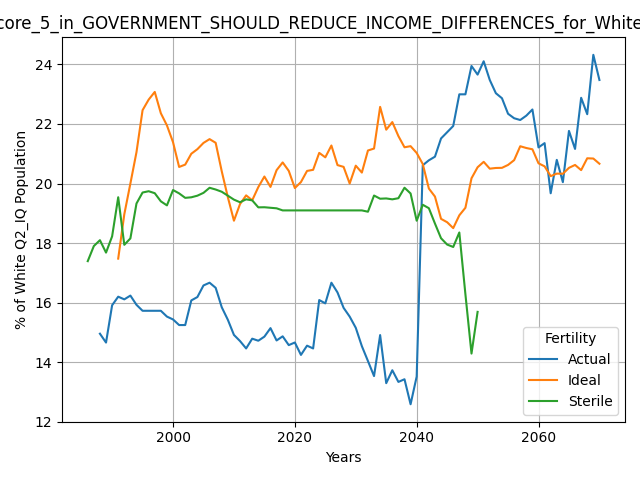 core_5_in_GOVERNMENT_SHOULD_REDUCE_INCOME_DIFFERENCES_for_White
% of White Q2_IQ Population
24
22
20
18
16
14
12
2000
2020
2040
2060
Years
Fertility
Actual
Ideal
Sterile